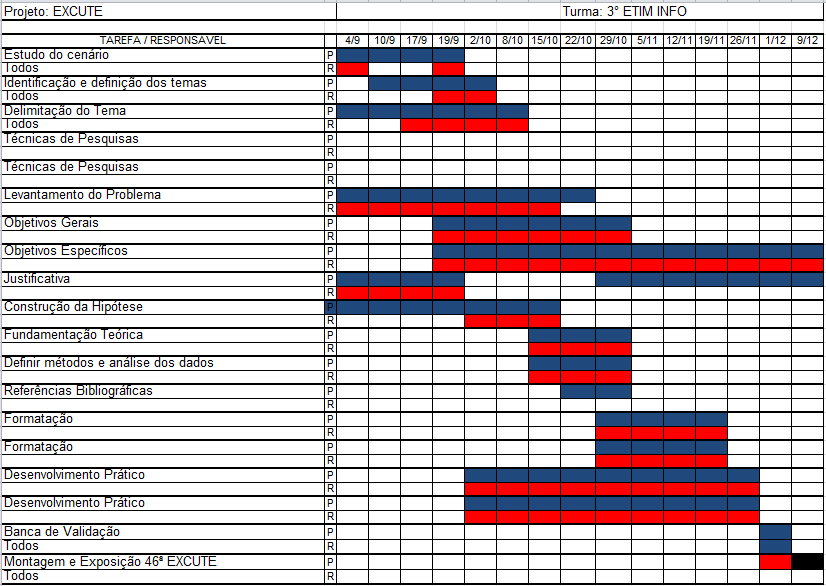 Projeto: EXCUTE Turma: 3° ETIM INFO
TAREFA / RESPONSAVEL 4/9 10/9 17/9 19/9 2/10 8/10 15/10 22/10 29/10 5/11 12/11 19/11 26/11 1/12 9/12
Estudo do cenário P
Todos R
Identificação e definição dos temas P
Todos R
Delimitação do Tema P
Todos R
Técnicas de Pesquisas P
R
Técnicas de Pesquisas P
R
Levantamento do Problema P
R
Objetivos Gerais P
R
Objetivos Específicos P
R
Justificativa P
R
Construção da Hipótese P
R
Fundamentação Teórica P
R
Definir métodos e análise dos dados P
R
Referências Bibliográficas P
R
Formatação P
R
Formatação P
R
Desenvolvimento Prático P
R
Desenvolvimento Prático P
R
Banca de Validação P
Todos R
Montagem e Exposição 46ª EXCUTE P
Todos R